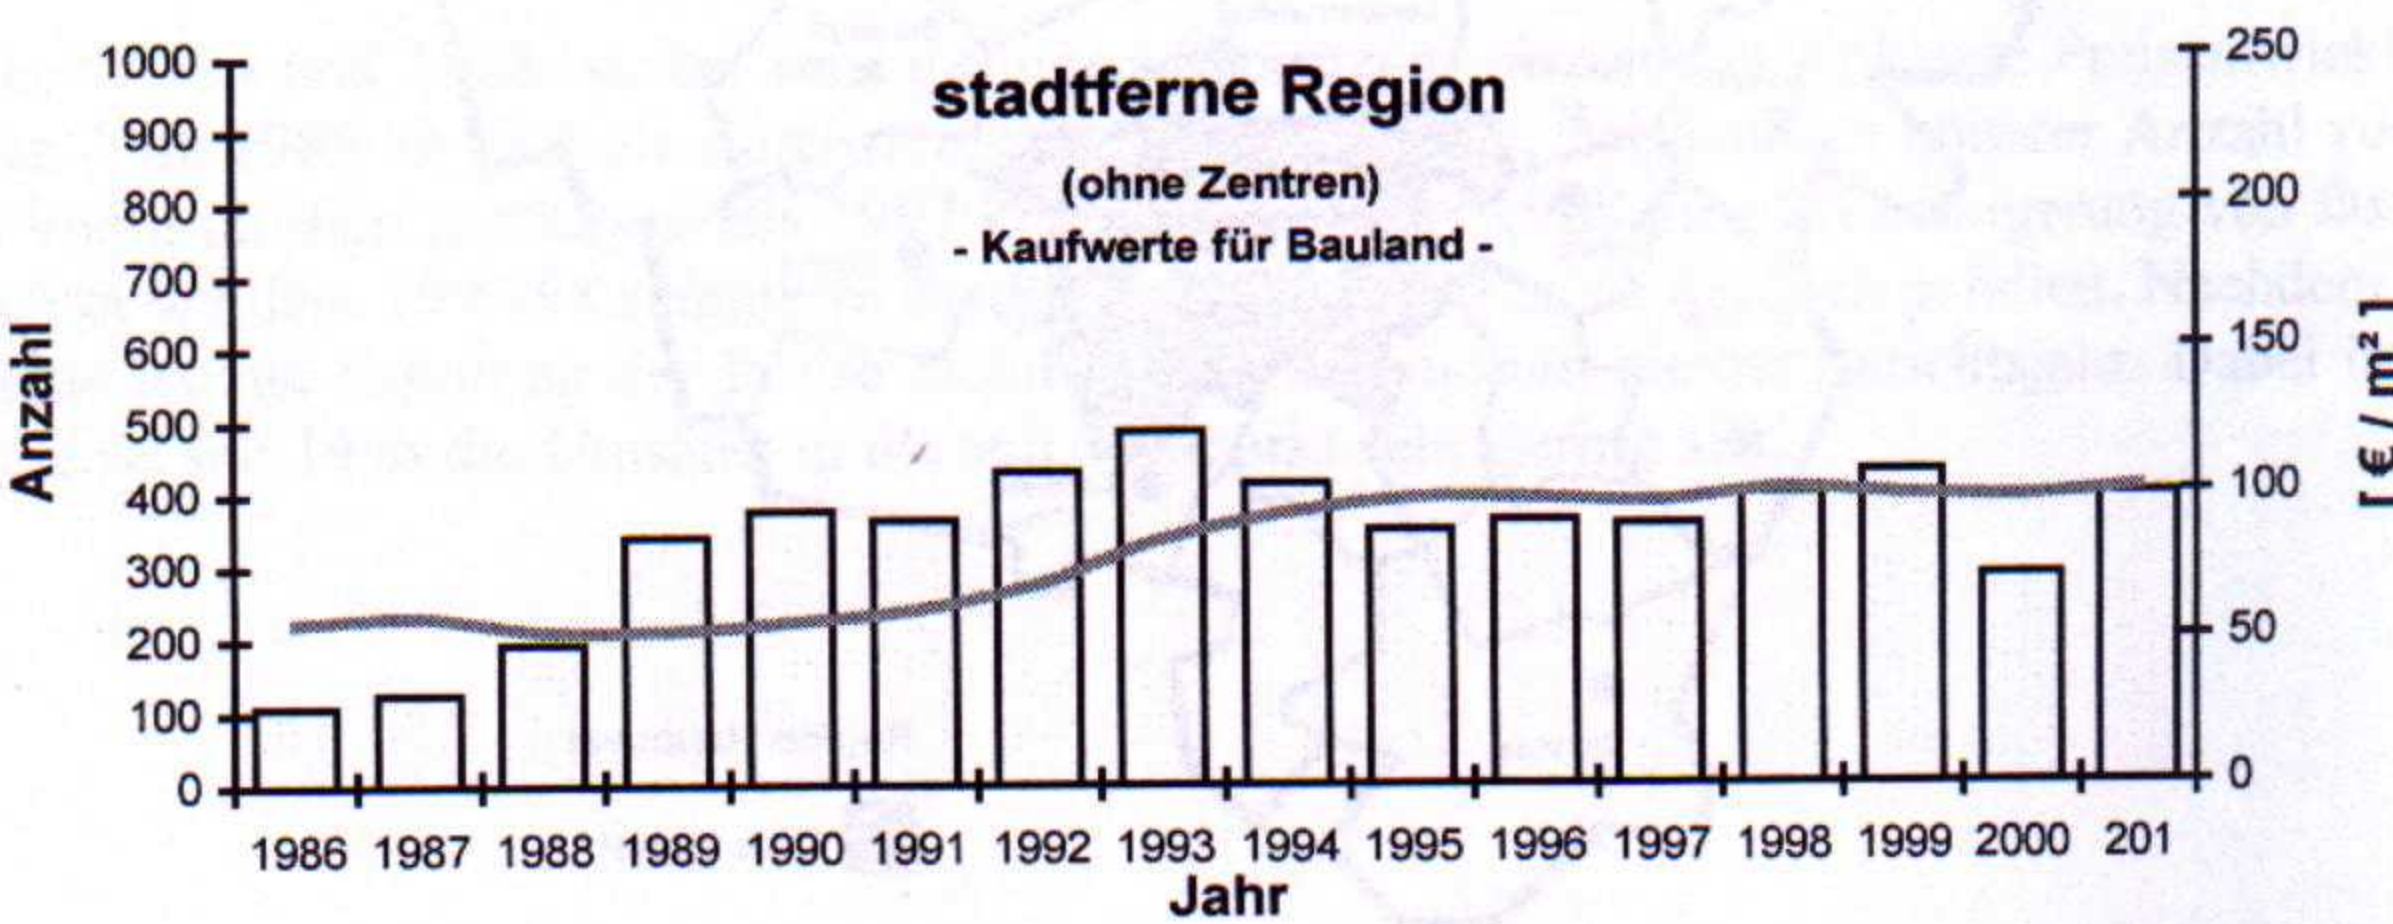 stadtferne Region
(ohne Zentren)
- Kaufwerte für Bauland -
Anzahl
1000
900
800
700
600
500
400
300
200
100
0
250
200
150
100
50
0
[ € / m² ]
1986 1987 1988 1989 1990 1991 1992 1993 1994 1995 1996 1997 1998 1999 2000 201
Jahr